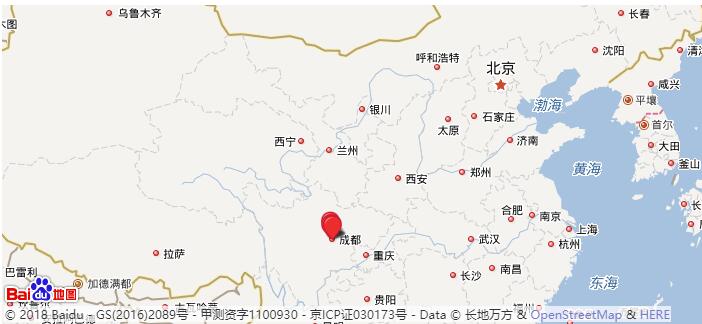 乌鲁木齐
长春
沈阳
清津
呼和浩特
北京
咸兴
平壤
渤海
银川
石家庄
首尔
太原
西宁
兰州
济南
大田
釜山
黄海
西安
郑州
合肥
南京
上海
成都
武汉
杭州
拉萨
重庆
巴雷利
加德满都
长沙
南昌
东海
贵阳
Bai du 地图
© 2018 Baidu - GS(2016)2089号 - 甲测资字1100930 - 京ICP证030173号 - Data © 长地万方 & OpenStreetMap & HERE